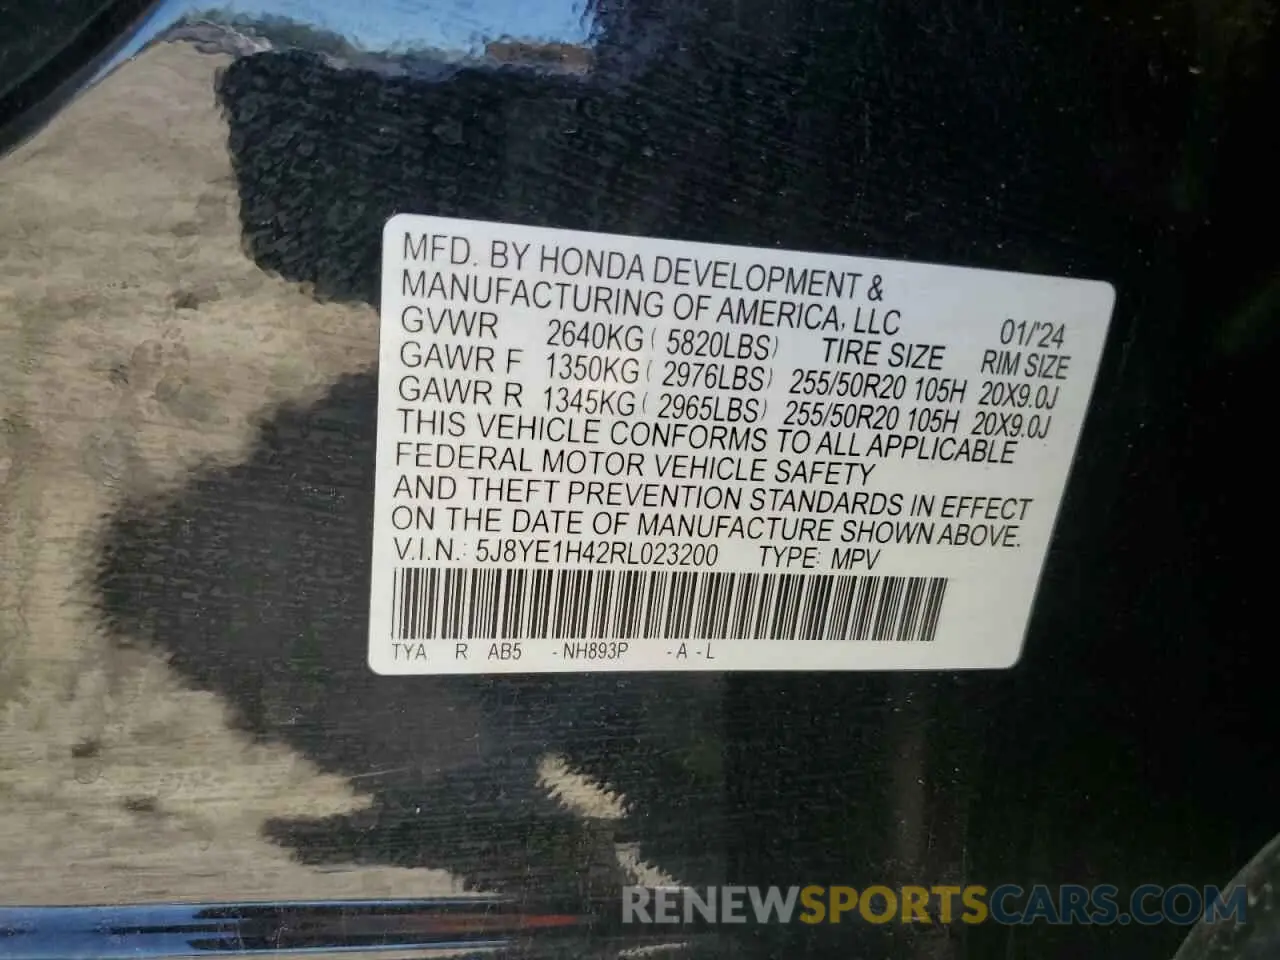 MFD. BY HONDA DEVELOPMENT &
MANUFACTURING OF AMERICA, LLC 01/'24
GVWR 2640KG ( 5820LBS) TIRE SIZE RIM SIZE
GAWR F 1350KG ( 2976LBS) 255/50R20 105H 20X9.0J
GAWR R 1345KG ( 2965LBS) 255/50R20 105H 20X9.0J
THIS VEHICLE CONFORMS TO ALL APPLICABLE
FEDERAL MOTOR VEHICLE SAFETY
AND THEFT PREVENTION STANDARDS IN EFFECT
ON THE DATE OF MANUFACTURE SHOWN ABOVE.
V.I.N.: 5J8YE1H42RL023200 TYPE: MPV
TYA R AB5 -NH893P -A -L
RENEWSPORTSCARS.COM